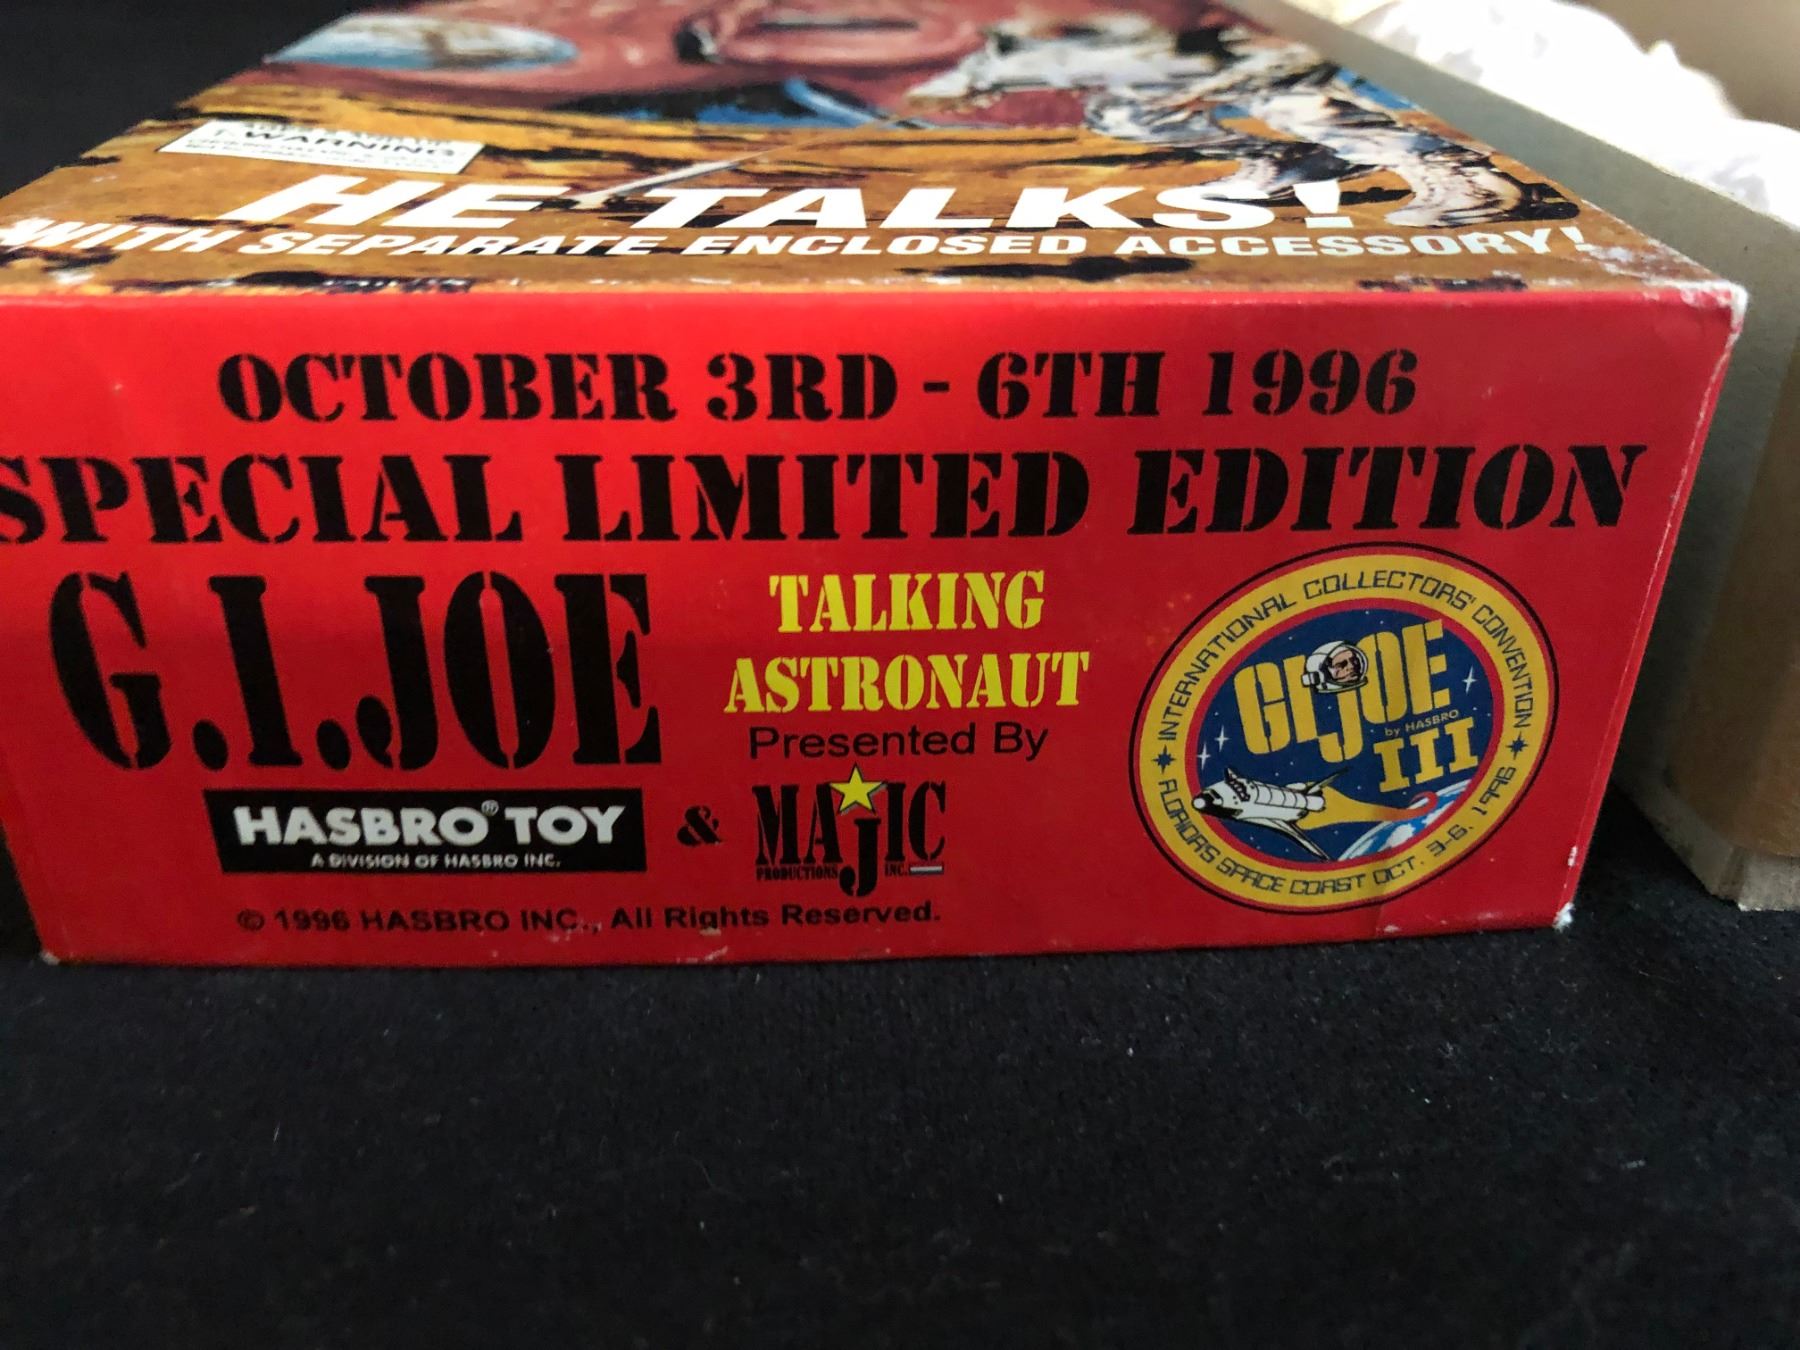 WARNING
HE TALKS!
WITH SEPARATE ENCLOSED ACCESSORY!
OCTOBER 3RD - 6TH 1996
SPECIAL LIMITED EDITION
G.I.JOE
TALKING
ASTRONAUT
Presented By
HASBRO® TOY
A DIVISION OF HASBRO INC.
&
MAJIC
PRODUCTIONS INC.
© 1996 HASBRO INC., All Rights Reserved.
INTERNATIONAL COLLECTORS' CONVENTION
GI JOE
by HASBRO
III
FLORIDA'S SPACE COAST OCT. 3-6, 1996